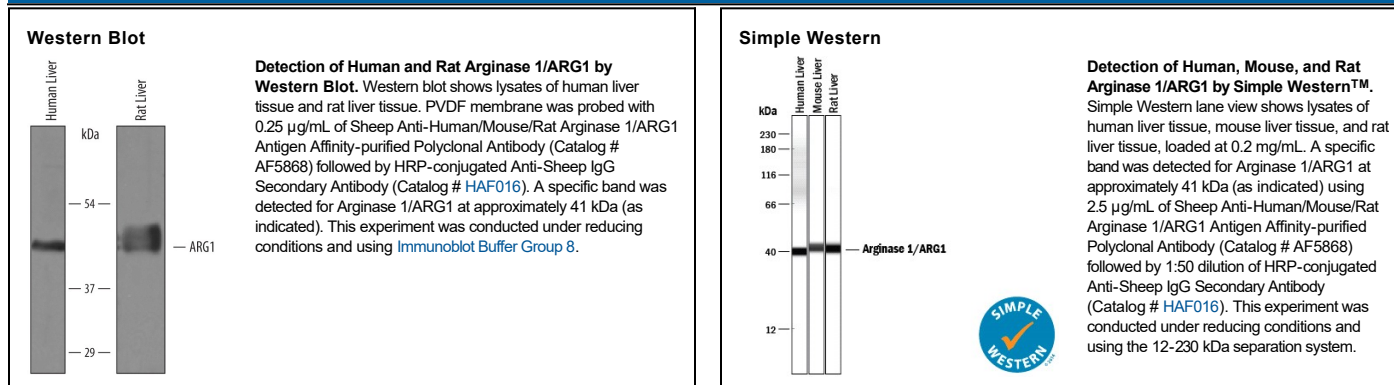 Western Blot
Human Liver
Rat Liver
kDa
54
37
29
ARG1
Detection of Human and Rat Arginase 1/ARG1 by
Western Blot. Western blot shows lysates of human liver
tissue and rat liver tissue. PVDF membrane was probed with
0.25 µg/mL of Sheep Anti-Human/Mouse/Rat Arginase 1/ARG1
Antigen Affinity-purified Polyclonal Antibody (Catalog #
AF5868) followed by HRP-conjugated Anti-Sheep IgG
Secondary Antibody (Catalog # HAF016). A specific band was
detected for Arginase 1/ARG1 at approximately 41 kDa (as
indicated). This experiment was conducted under reducing
conditions and using Immunoblot Buffer Group 8.
Simple Western
Human Liver
Mouse Liver
Rat Liver
kDa
230
180
116
66
40
12
Arginase 1/ARG1
SIMPLE
WESTERN
Detection of Human, Mouse, and Rat
Arginase 1/ARG1 by Simple Western™.
Simple Western lane view shows lysates of
human liver tissue, mouse liver tissue, and rat
liver tissue, loaded at 0.2 mg/mL. A specific
band was detected for Arginase 1/ARG1 at
approximately 41 kDa (as indicated) using
2.5 µg/mL of Sheep Anti-Human/Mouse/Rat
Arginase 1/ARG1 Antigen Affinity-purified
Polyclonal Antibody (Catalog # AF5868)
followed by 1:50 dilution of HRP-conjugated
Anti-Sheep IgG Secondary Antibody
(Catalog # HAF016). This experiment was
conducted under reducing conditions and
using the 12-230 kDa separation system.